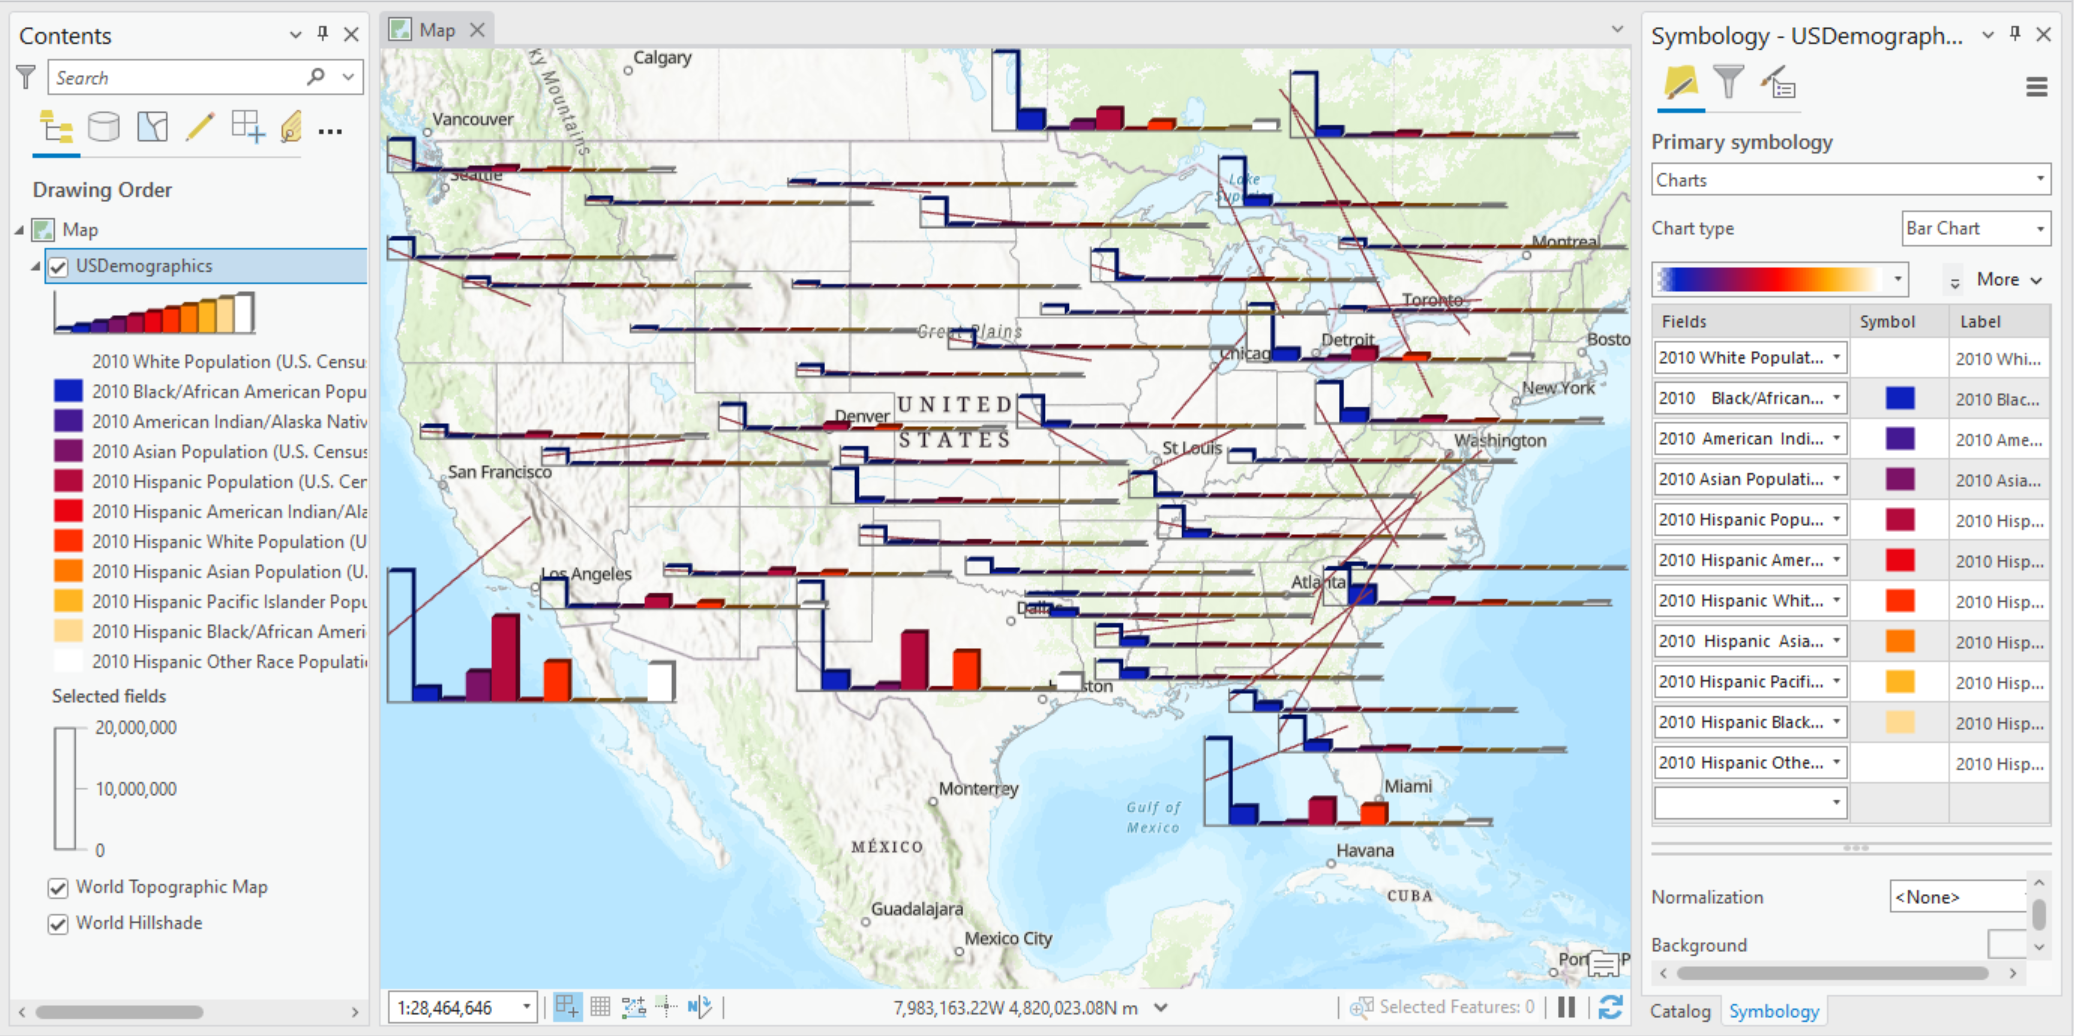 Contents
Search
Drawing Order
Map
USDemographics
2010 White Population (U.S. Census
2010 Black/African American Popu
2010 American Indian/Alaska Nativ
2010 Asian Population (U.S. Census
2010 Hispanic Population (U.S. Cen
2010 Hispanic American Indian/Ala
2010 Hispanic White Population (U
2010 Hispanic Asian Population (U.
2010 Hispanic Pacific Islander Popu
2010 Hispanic Black/African Ameri
2010 Hispanic Other Race Populati
Selected fields
20,000,000
10,000,000
0
World Topographic Map
World Hillshade
Map
Calgary
ky Mountains
Vancouver
Seattle
Lake
Superior
Montreal
Toronto
Great Plains
Boston
Detroit
Chicago
New York
UNITED
STATES
Denver
Washington
St Louis
San Francisco
Los Angeles
Atlanta
Dallas
Houston
Monterrey
Miami
Gulf of
Mexico
MÉXICO
Havana
CUBA
Guadalajara
Mexico City
Port
P
1:28,464,646
7,983,163.22W 4,820,023.08N m
Selected Features: 0
Symbology - USDemograph...
Primary symbology
Charts
Chart type
Bar Chart
More
Fields Symbol Label
2010 White Populat... 2010 Whi...
2010 Black/African... 2010 Blac...
2010 American Indi... 2010 Ame...
2010 Asian Populati... 2010 Asia...
2010 Hispanic Popu... 2010 Hisp...
2010 Hispanic Amer... 2010 Hisp...
2010 Hispanic Whit... 2010 Hisp...
2010 Hispanic Asia... 2010 Hisp...
2010 Hispanic Pacifi... 2010 Hisp...
2010 Hispanic Black... 2010 Hisp...
2010 Hispanic Othe... 2010 Hisp...
Normalization
<None>
Background
Catalog
Symbology